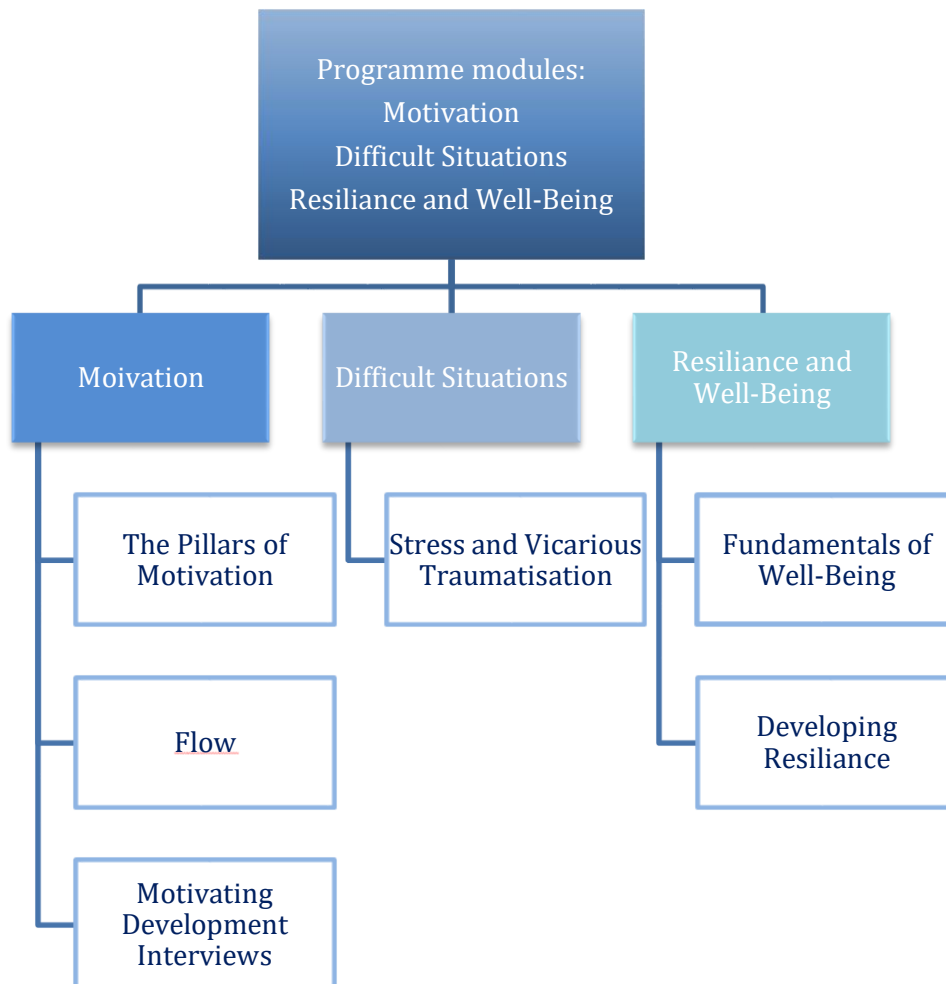 Programme modules:
Motivation
Difficult Situations
Resiliance and Well-Being
Moivation
Difficult Situations
Resiliance and
Well-Being
The Pillars of
Motivation
Stress and Vicarious
Traumatisation
Fundamentals of
Well-Being
Flow
Developing
Resiliance
Motivating
Development
Interviews